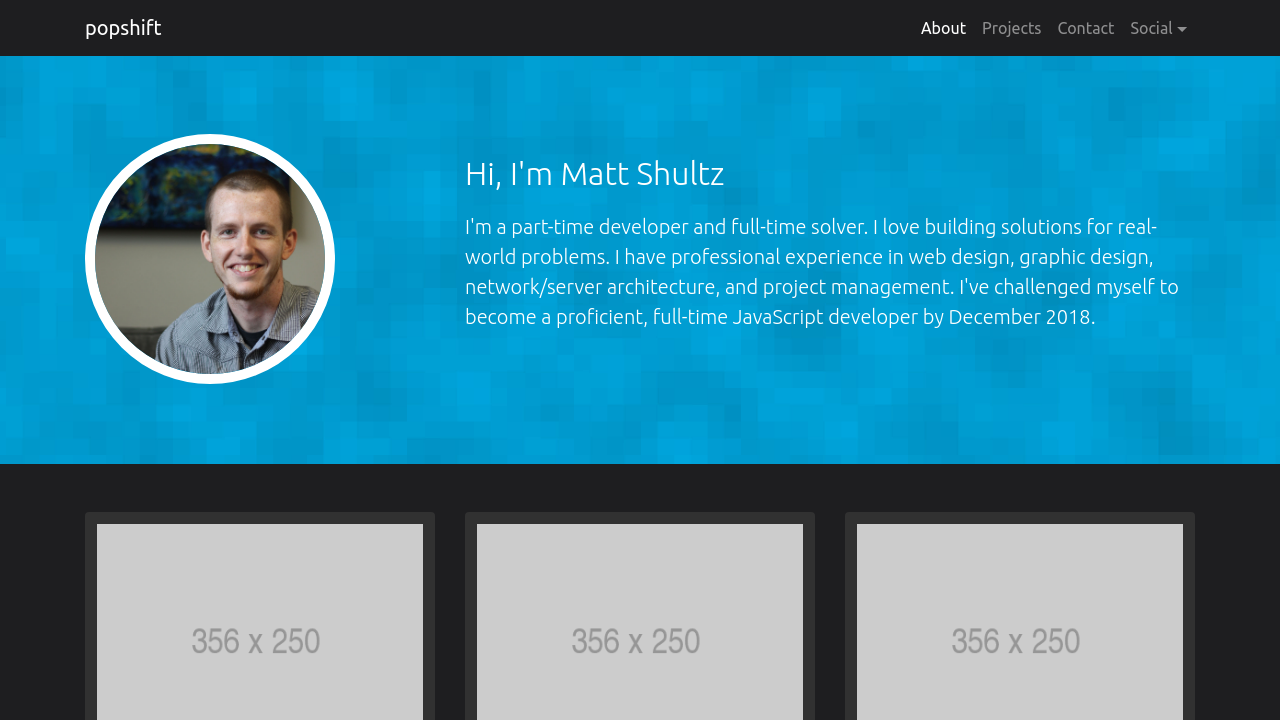 popshift
About Projects Contact Social
Hi, I'm Matt Shultz
I'm a part-time developer and full-time solver. I love building solutions for real-
world problems. I have professional experience in web design, graphic design,
network/server architecture, and project management. I've challenged myself to
become a proficient, full-time JavaScript developer by December 2018.
356 x 250 356 x 250 356 x 250